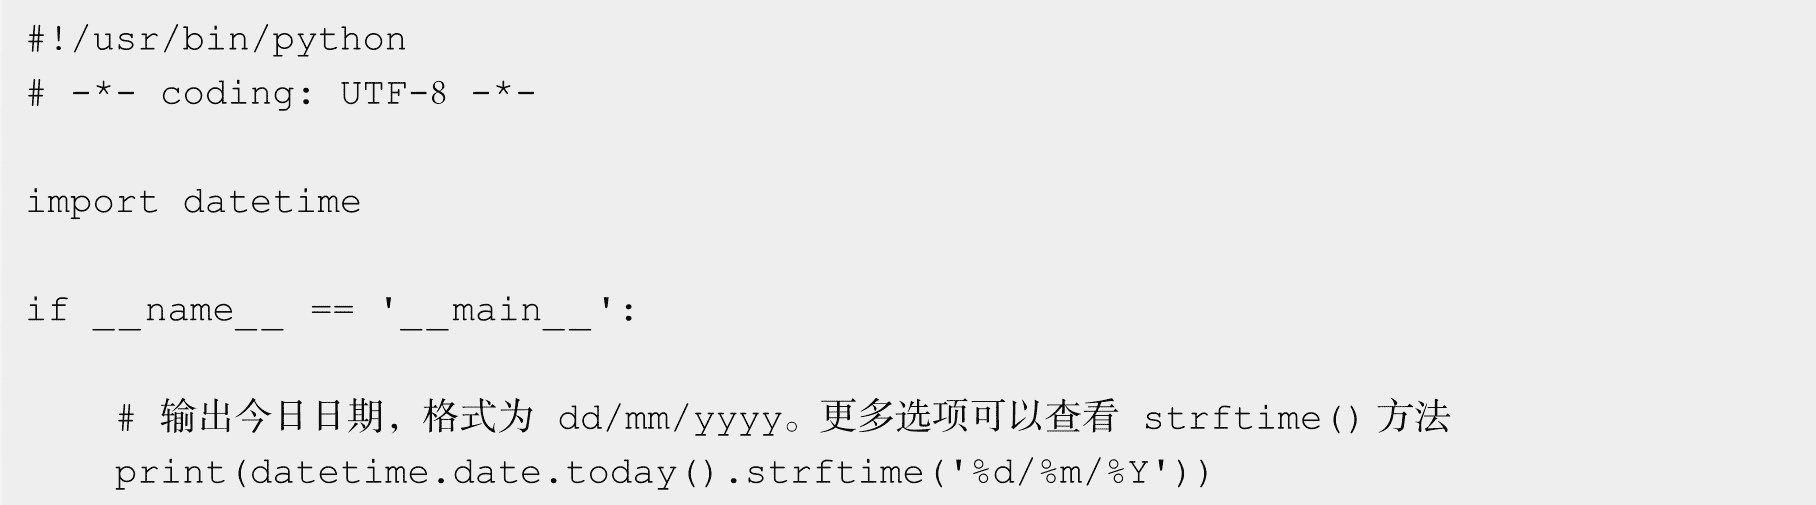 #!/usr/bin/python
# -*- coding: UTF-8 -*-
import datetime
if __name__ == '__main__':
# 输出今日日期，格式为 dd/mm/yyyy。更多选项可以查看 strftime() 方法
print(datetime.date.today().strftime('%d/%m/%Y'))